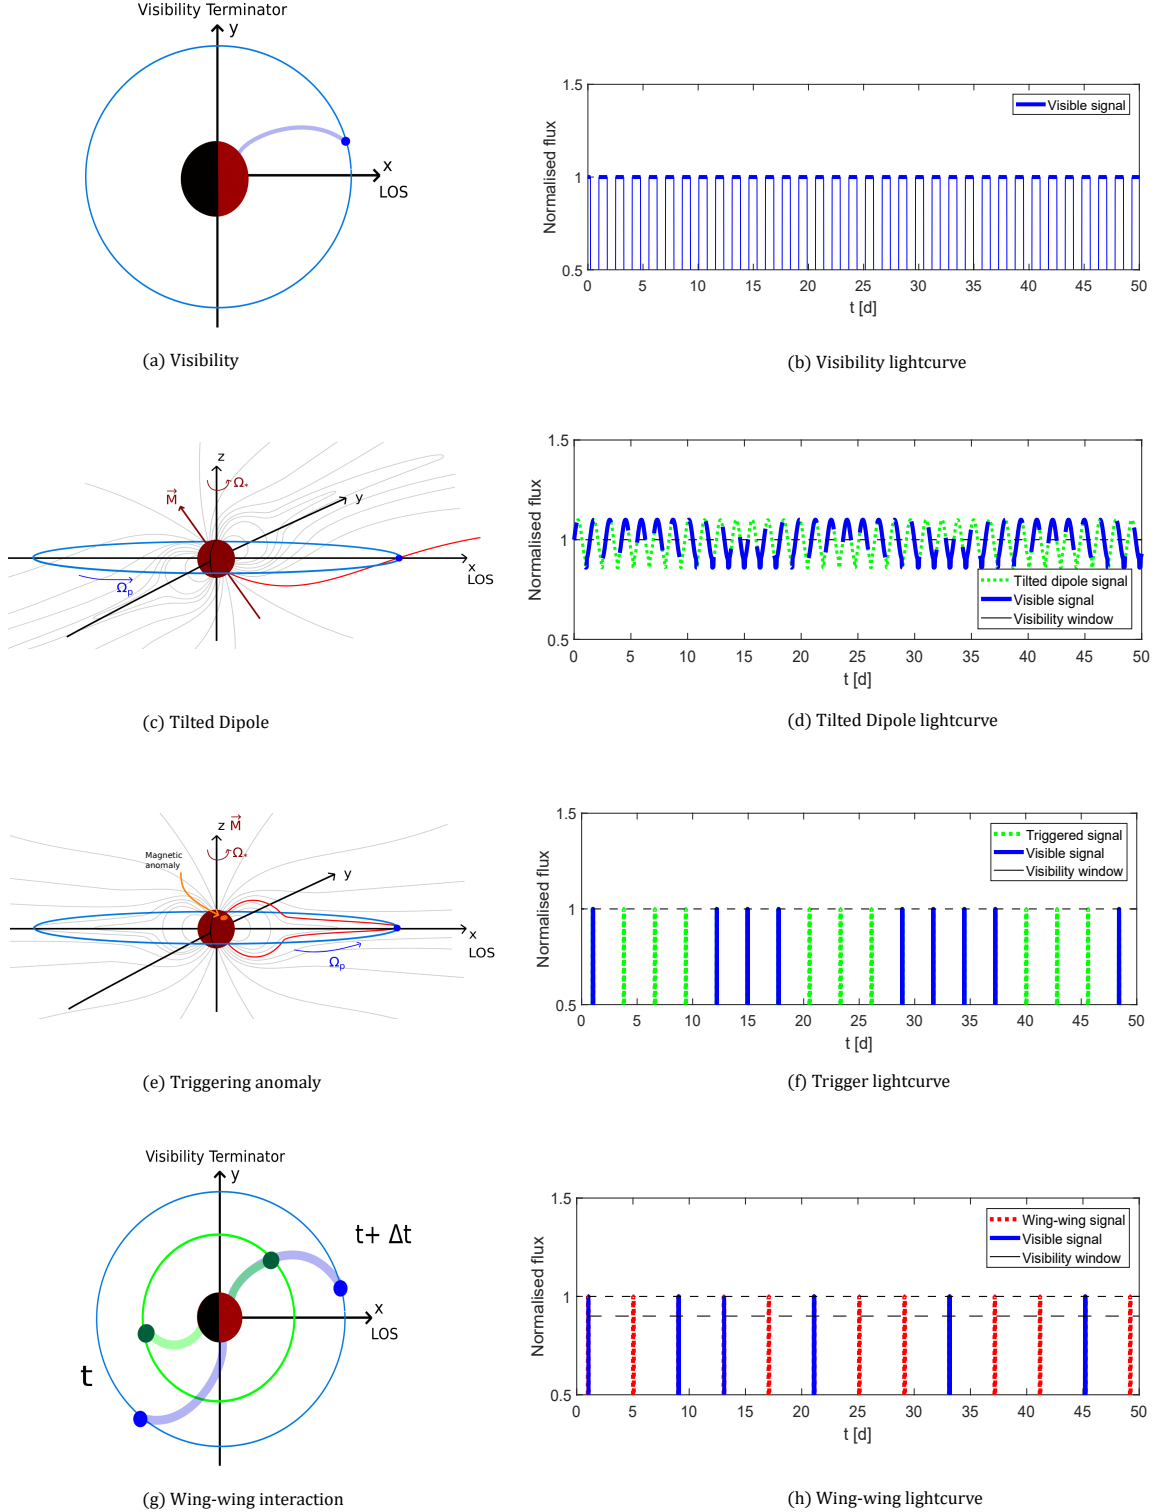 Visibility Terminator
y
x
LOS
(a) Visibility
1.5
1
0.5
Normalised flux
Visible signal
0 5 10 15 20 25 30 35 40 45 50
t [d]
(b) Visibility lightcurve
z
Ω*
M
y
x
LOS
Ωp
(c) Tilted Dipole
1.5
1
0.5
Normalised flux
Tilted dipole signal
Visible signal
Visibility window
0 5 10 15 20 25 30 35 40 45 50
t [d]
(d) Tilted Dipole lightcurve
z M
Ω*
Magnetic
anomaly
y
x
LOS
Ωp
(e) Triggering anomaly
1.5
1
0.5
Normalised flux
Triggered signal
Visible signal
Visibility window
0 5 10 15 20 25 30 35 40 45 50
t [d]
(f) Trigger lightcurve
Visibility Terminator
y
t+ Δt
x
LOS
t
(g) Wing-wing interaction
1.5
1
0.5
Normalised flux
Wing-wing signal
Visible signal
Visibility window
0 5 10 15 20 25 30 35 40 45 50
t [d]
(h) Wing-wing lightcurve